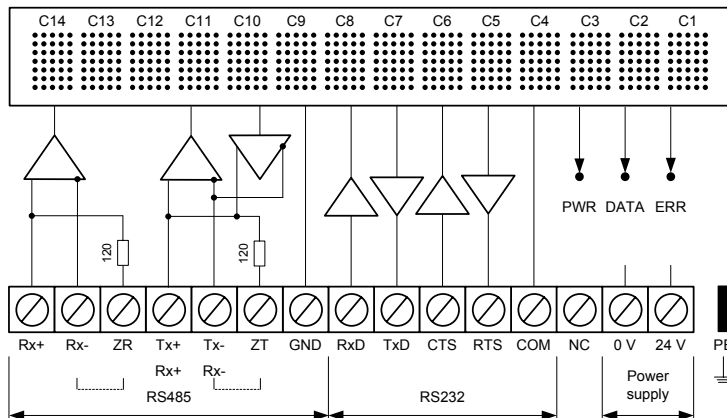 C14 C13 C12 C11 C10 C9 C8 C7 C6 C5 C4 C3 C2 C1
PWR DATA ERR
120 120
Rx+ Rx- ZR Tx+ Tx- ZT GND RxD TxD CTS RTS COM NC 0 V 24 V PE
Rx+ Rx-
RS485 RS232 Power
supply